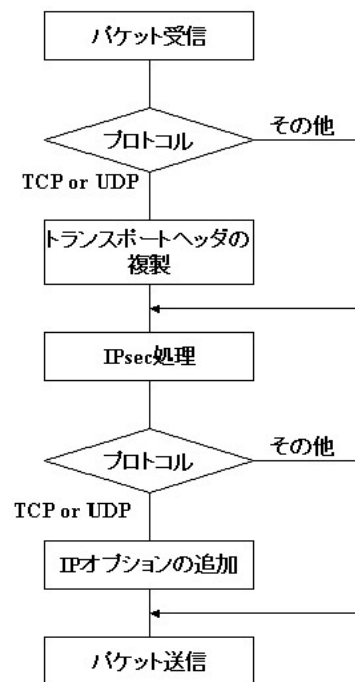 パケット受信
プロトコル
その他
TCP or UDP
トランスポートヘッダの
複製
IPsec処理
プロトコル
その他
TCP or UDP
IPオプションの追加
パケット送信